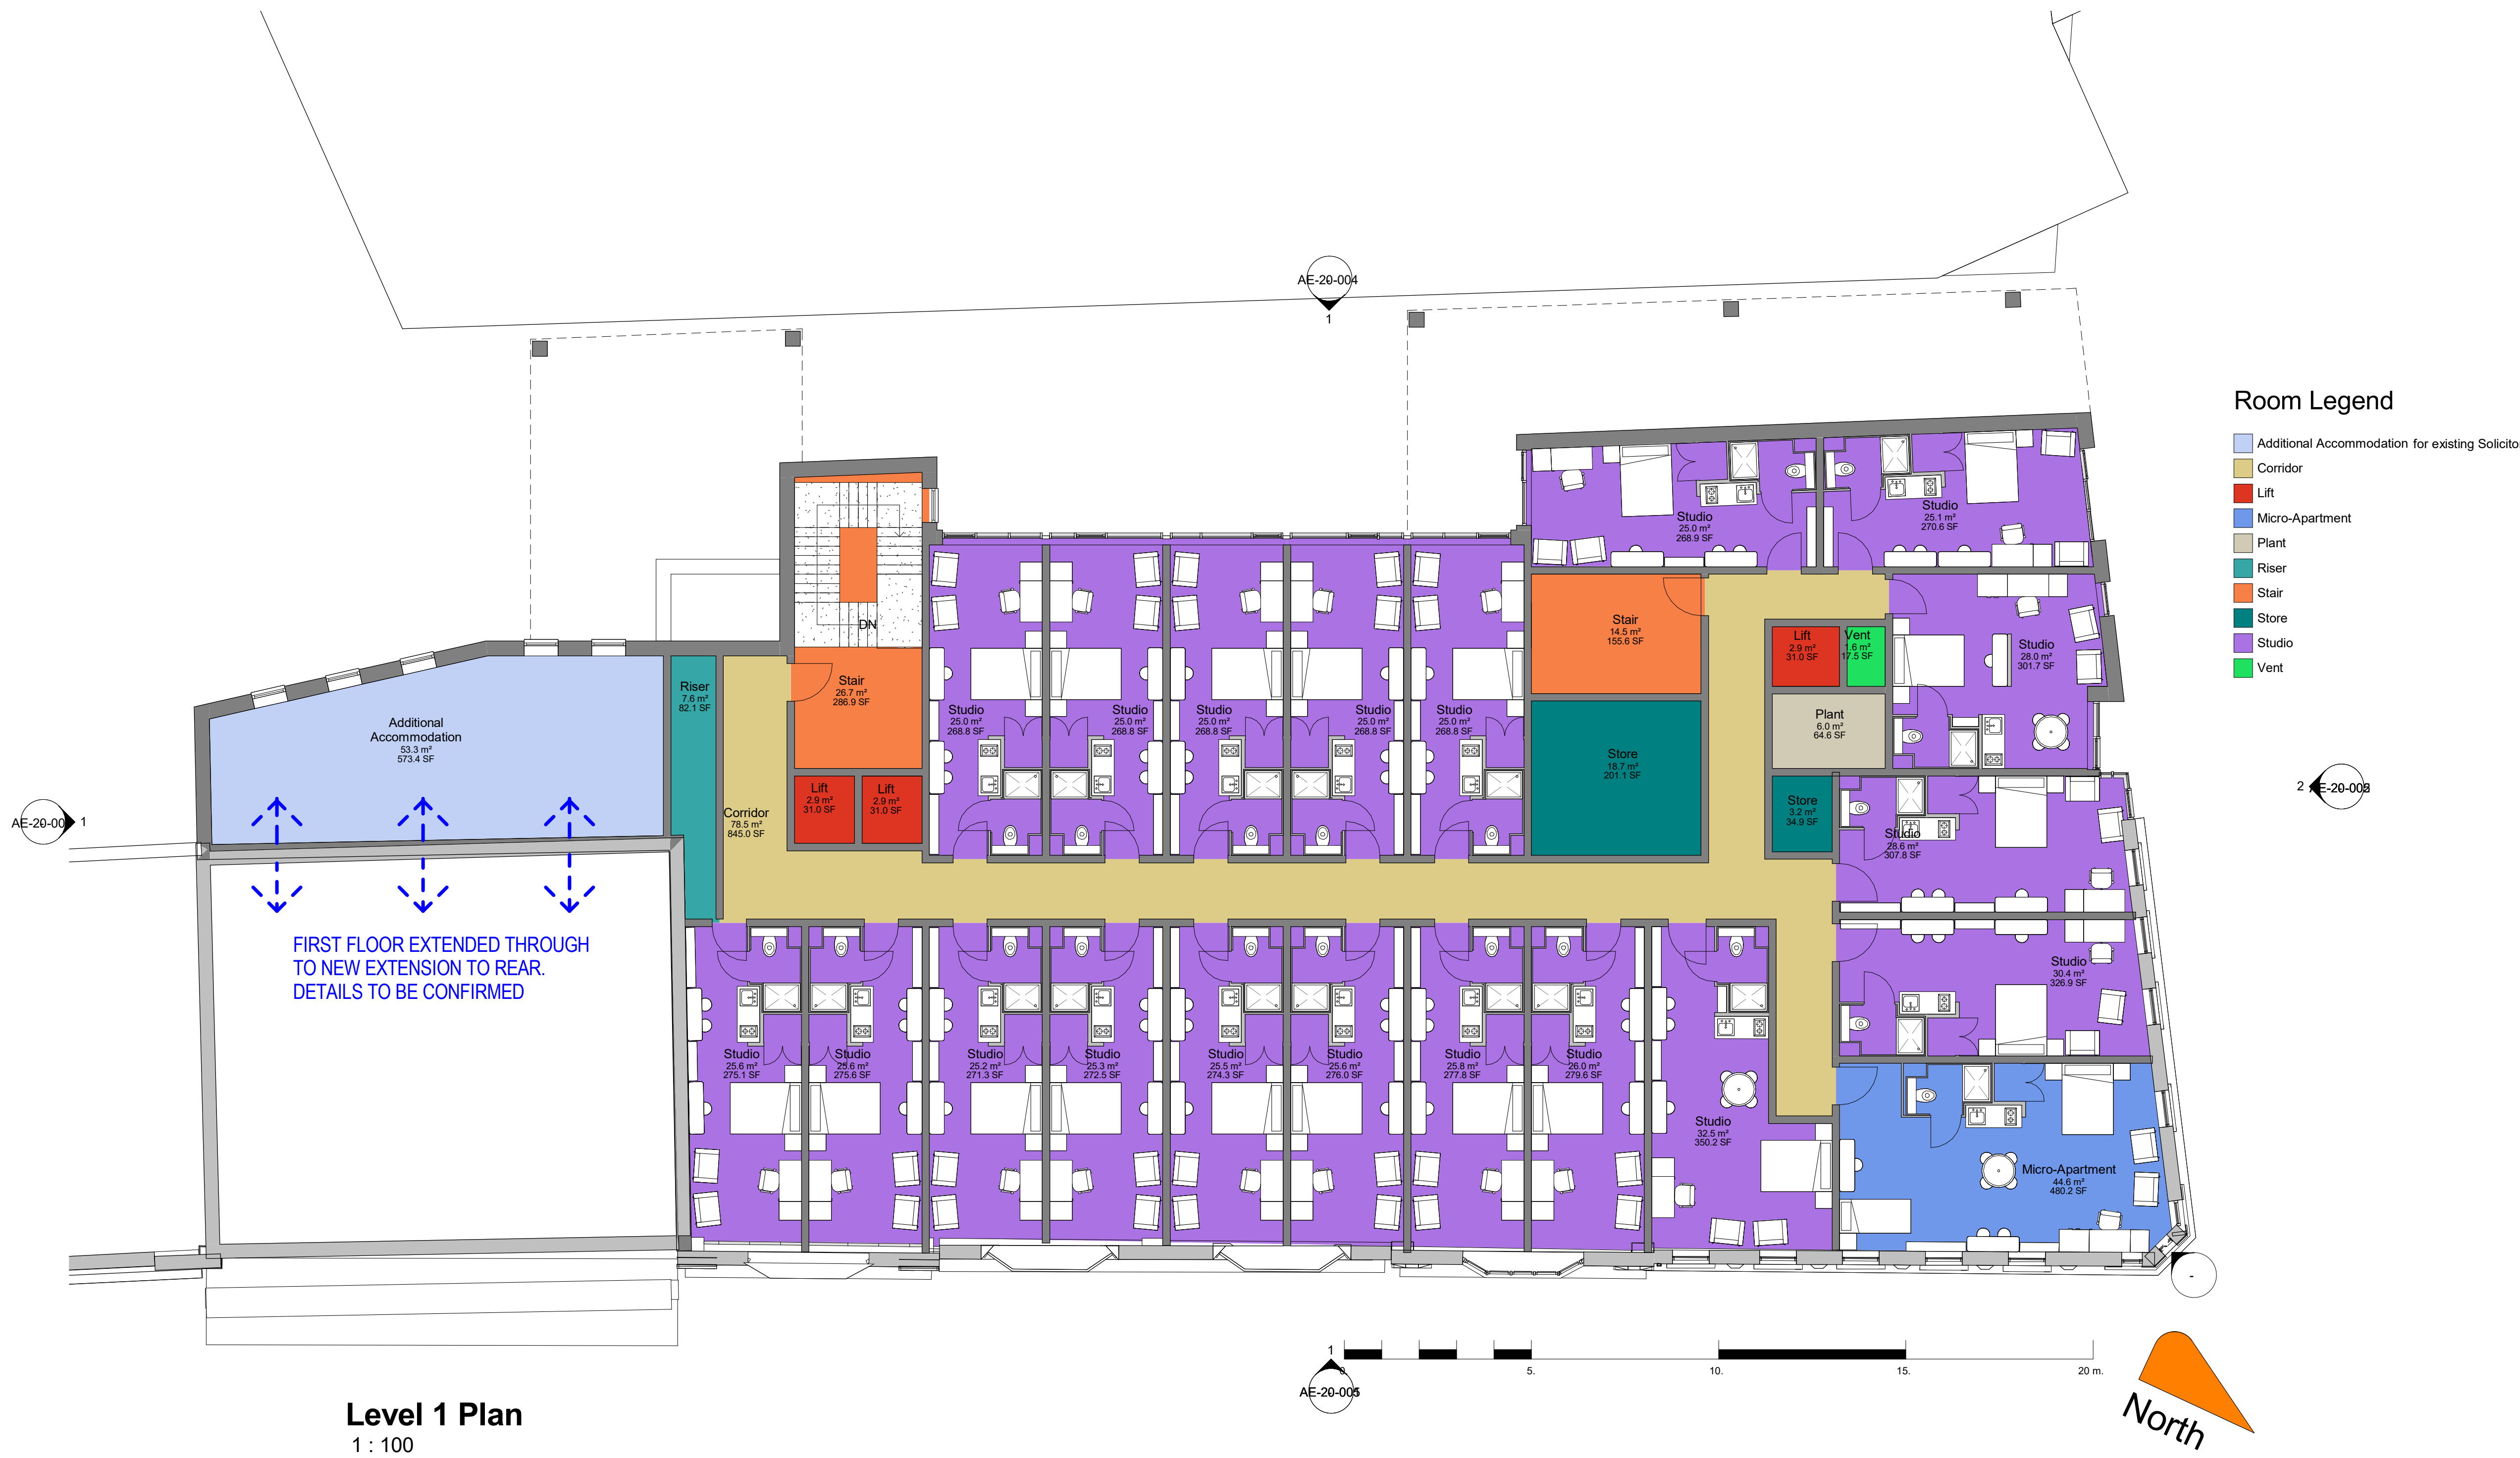 AE-20-004
1
Room Legend
Additional Accommodation for existing Solicito
Corridor
Lift
Micro-Apartment
Plant
Riser
Stair
Store
Studio
Vent
Studio
25.0 m²
268.9 SF
Studio
25.1 m²
270.6 SF
DN
Stair
26.7 m²
286.9 SF
Stair
14.5 m²
155.6 SF
Lift
2.9 m²
31.0 SF
Vent
1.6 m²
17.5 SF
Studio
28.0 m²
301.7 SF
Riser
7.6 m²
82.1 SF
Additional
Accommodation
53.3 m²
573.4 SF
Studio
25.0 m²
268.8 SF
Studio
25.0 m²
268.8 SF
Studio
25.0 m²
268.8 SF
Studio
25.0 m²
268.8 SF
Studio
25.0 m²
268.8 SF
Plant
6.0 m²
64.6 SF
Store
18.7 m²
201.1 SF
Lift
2.9 m²
31.0 SF
Lift
2.9 m²
31.0 SF
Corridor
78.5 m²
845.0 SF
Store
3.2 m²
34.9 SF
Studio
28.6 m²
307.8 SF
1
2
FIRST FLOOR EXTENDED THROUGH
TO NEW EXTENSION TO REAR.
DETAILS TO BE CONFIRMED
Studio
30.4 m²
326.9 SF
Studio
25.6 m²
275.1 SF
Studio
25.6 m²
275.6 SF
Studio
25.2 m²
271.3 SF
Studio
25.3 m²
272.5 SF
Studio
25.5 m²
274.3 SF
Studio
25.6 m²
276.0 SF
Studio
25.8 m²
277.8 SF
Studio
26.0 m²
279.6 SF
Studio
32.5 m²
350.2 SF
Micro-Apartment
44.6 m²
480.2 SF
-
1
0.
5.
10.
15.
20 m.
North
Level 1 Plan
1 : 100